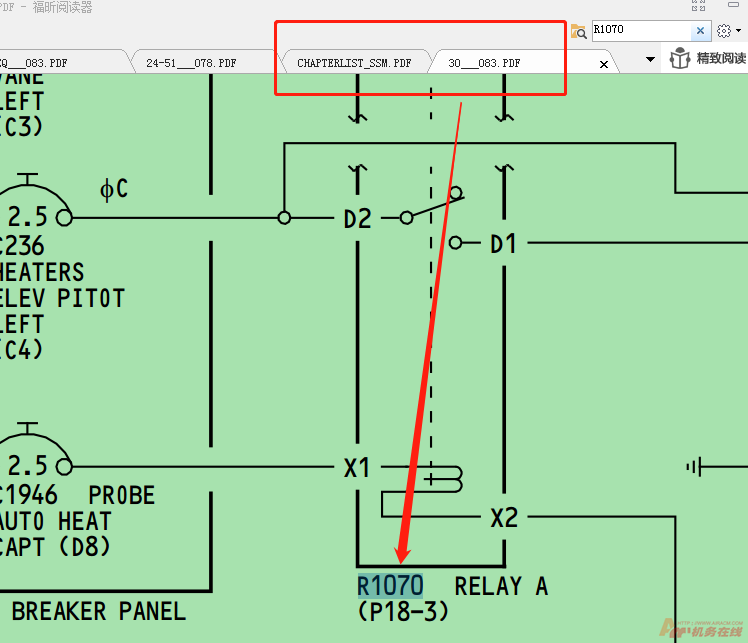 PDF - 福昕阅读器
R1070
Q___083.PDF
24-51___078.PDF
CHAPTERLIST_SSM.PDF
30___083.PDF
精致阅读
VANE
LEFT
(C3)
ϕC
2.5
D2
D1
C236
HEATERS
ELEV PITOT
LEFT
(C4)
2.5
X1
C1946 PROBE
AUTO HEAT
CAPT (D8)
X2
R1070 RELAY A
(P18-3)
BREAKER PANEL
机务在线